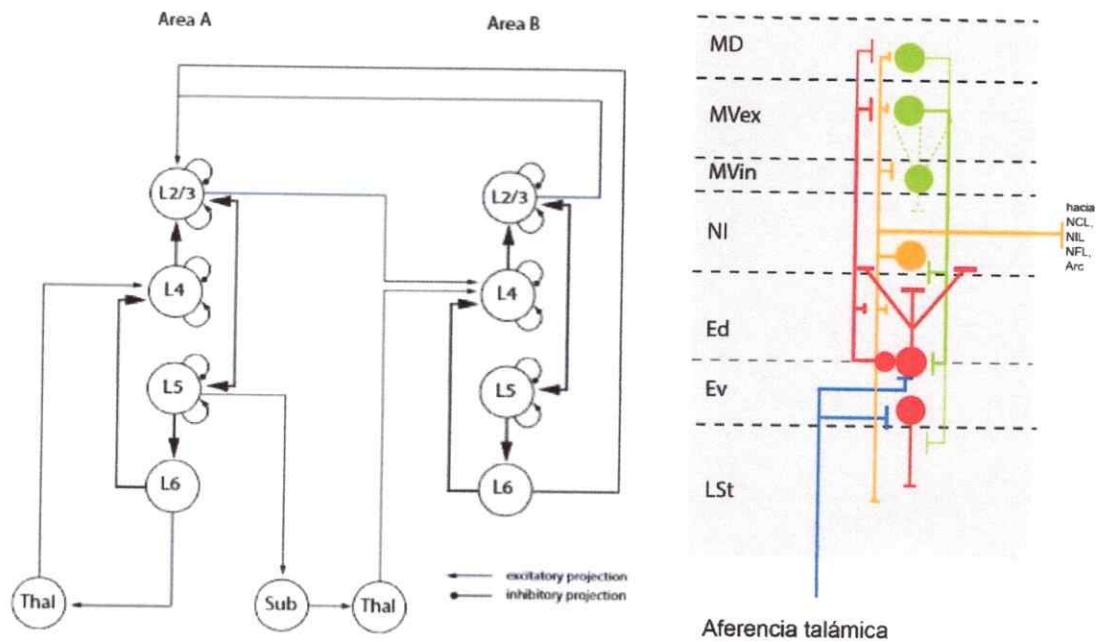 Area A
Area B
L2/3
L2/3
L4
L4
L5
L5
L6
L6
Thal
Sub
Thal
excitatory projection
inhibitory projection
MD
MVex
MVin
NI
Ed
Ev
LSt
hacia
NCL,
NIL
NFL,
Arc
Aferencia talámica